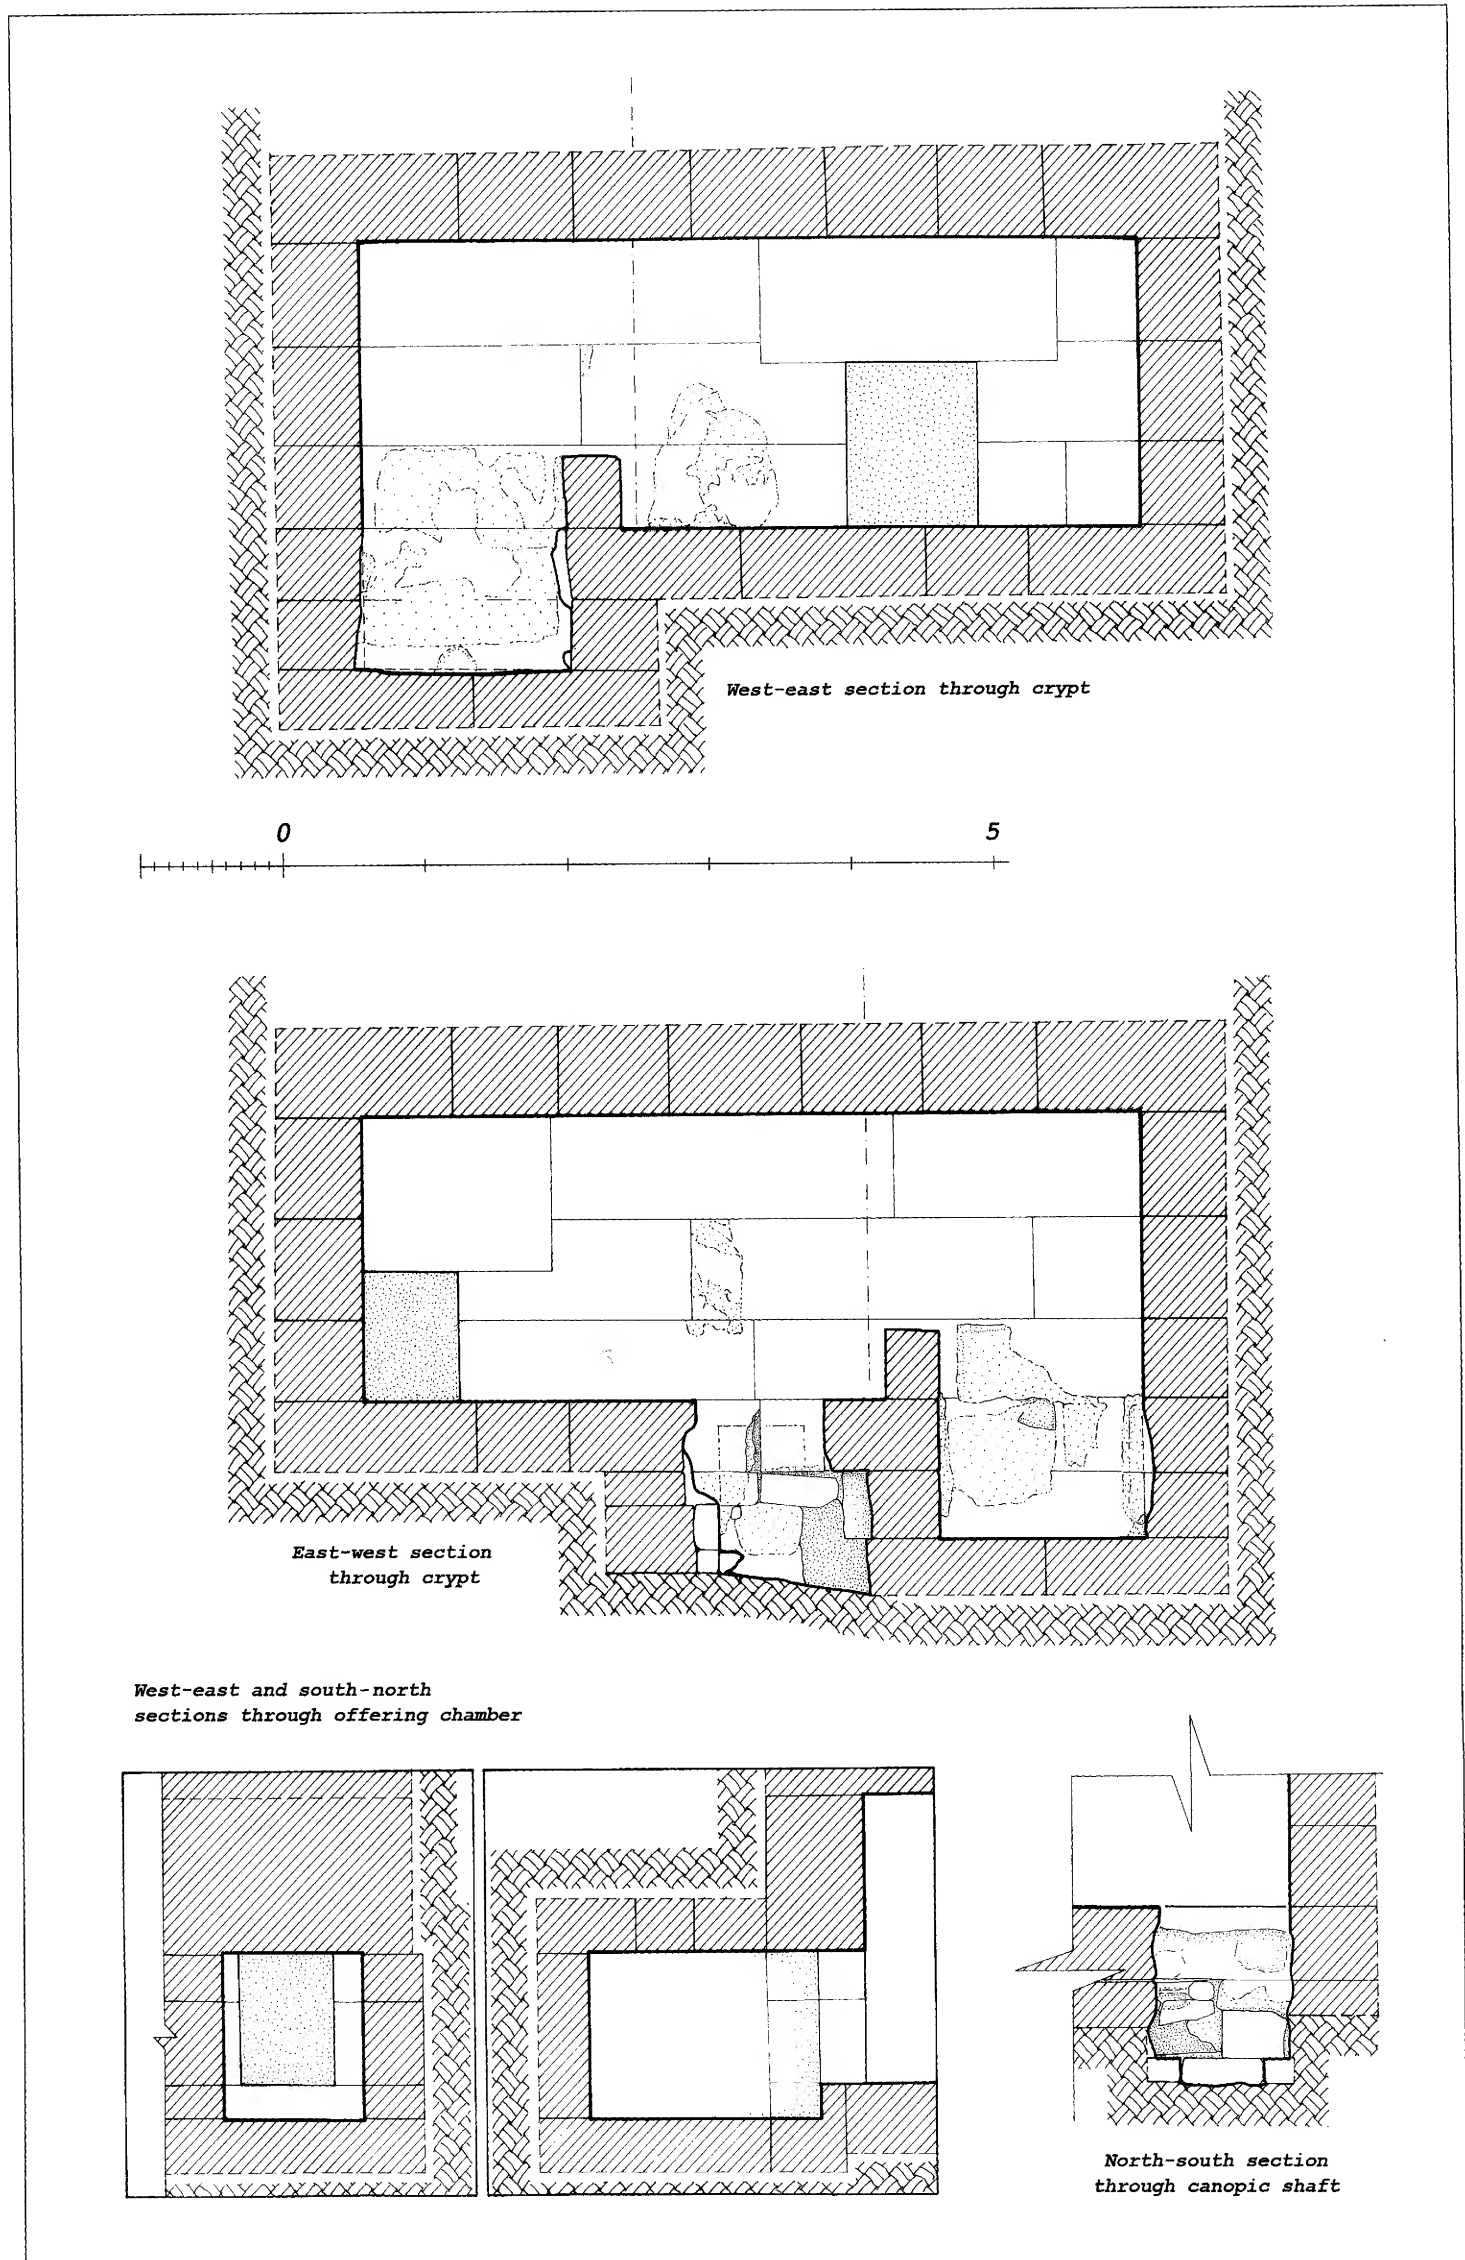 West-east section through crypt
0 5
East-west section
through crypt
West-east and south-north
sections through offering chamber
North-south section
through canopic shaft